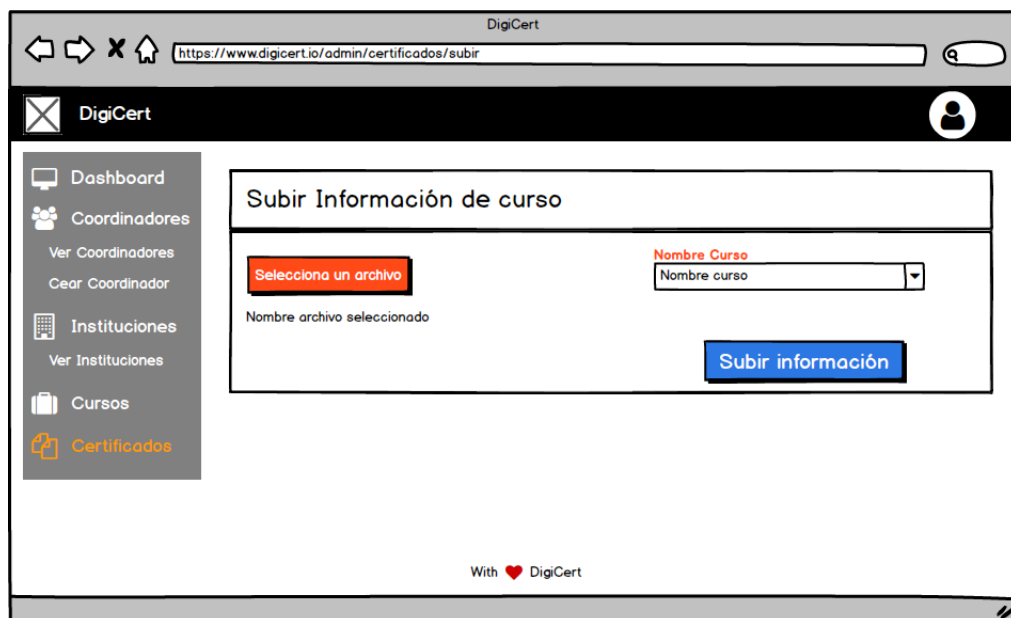 DigiCert
https://www.digicert.io/admin/certificados/subir
DigiCert
Dashboard
Coordinadores
Ver Coordinadores
Cear Coordinador
Instituciones
Ver Instituciones
Cursos
Certificados
Subir Información de curso
Selecciona un archivo
Nombre archivo seleccionado
Nombre Curso
Nombre curso
Subir información
With ❤ DigiCert